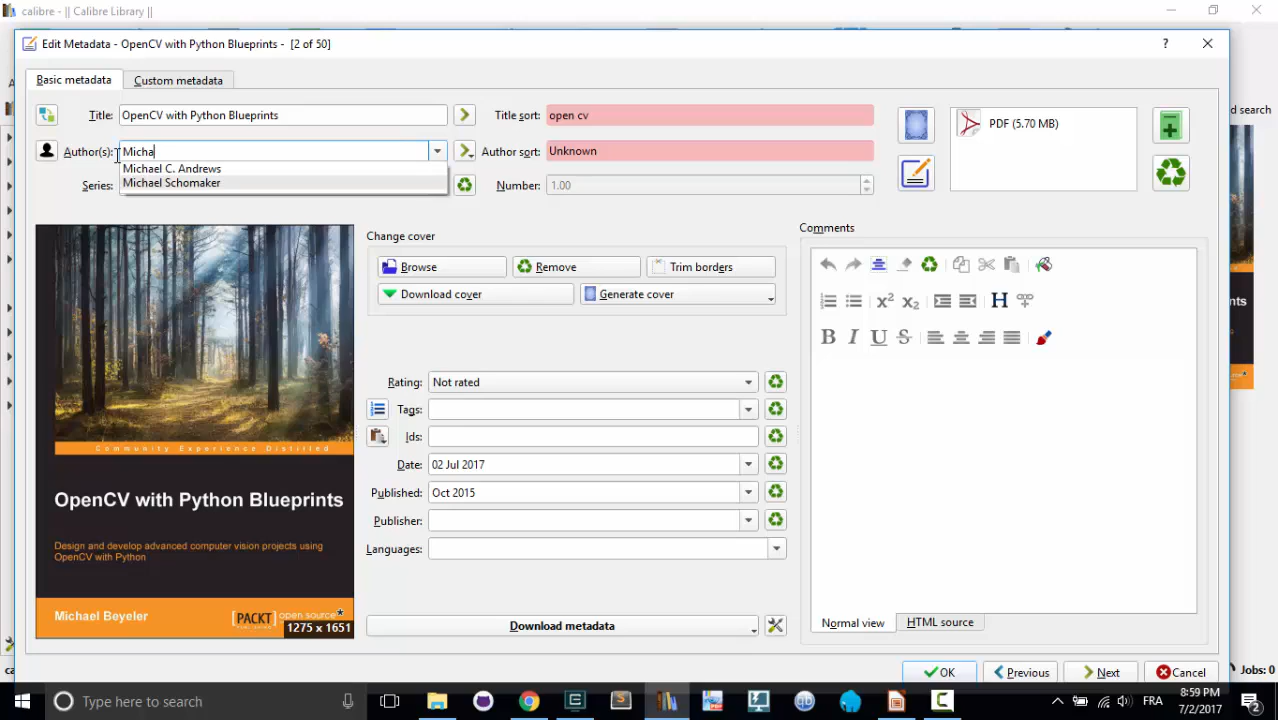 calibre - || Calibre Library ||
Edit Metadata - OpenCV with Python Blueprints - [2 of 50]
?
Basic metadata
Custom metadata
Title:
OpenCV with Python Blueprints
Title sort:
open cv
PDF (5.70 MB)
ed search
Author(s):
Micha
Author sort:
Unknown
Michael C. Andrews
Michael Schomaker
Series:
Number:
1.00
Change cover
Comments
Browse
Remove
Trim borders
Download cover
Generate cover
Community Experience Distilled
OpenCV with Python Blueprints
Design and develop advanced computer vision projects using
OpenCV with Python
Michael Beyeler
[PACKT] open source*
PUBLISHING
1275 x 1651
Rating:
Not rated
Tags:
Ids:
Date:
02 Jul 2017
Published:
Oct 2015
Publisher:
Languages:
Download metadata
Normal view
HTML source
OK
Previous
Next
Cancel
ca
Jobs: 0
Type here to search
FRA
8:59 PM
7/2/2017
2